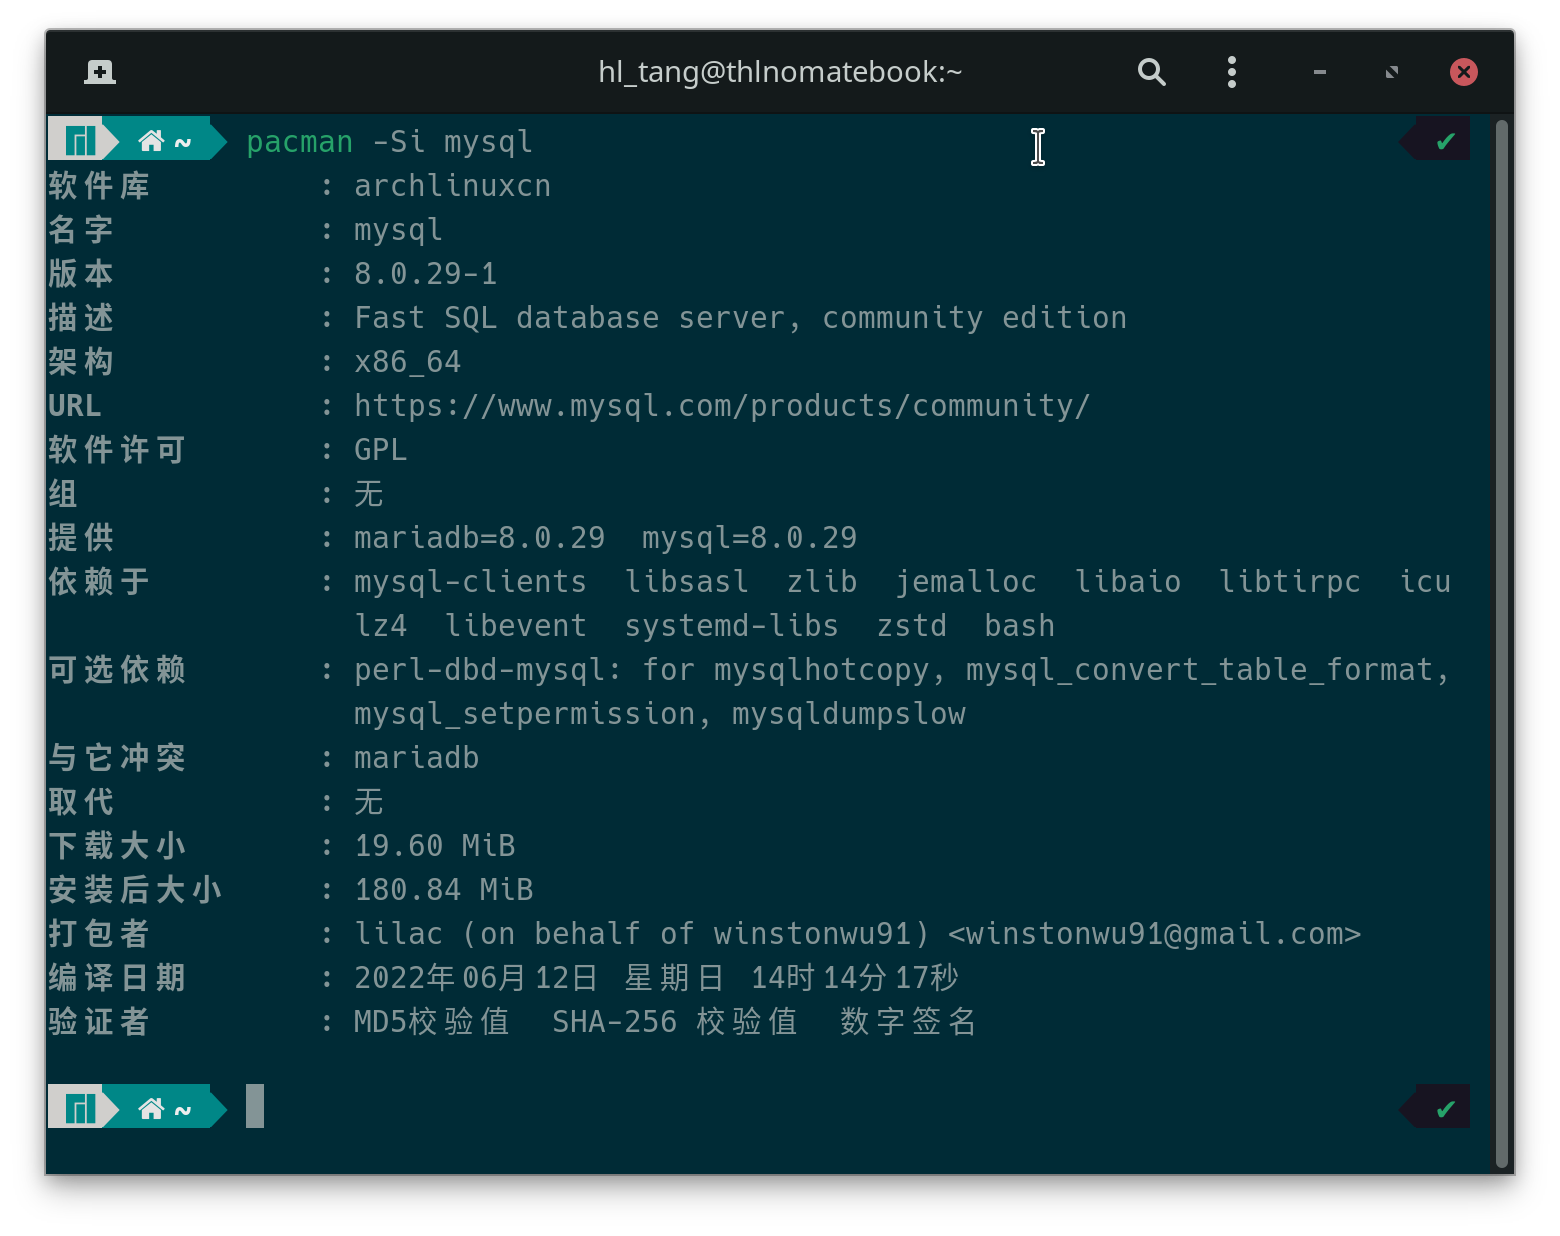 hl_tang@thlnomatebook:~
~ pacman -Si mysql ✔
软件库 : archlinuxcn
名字 : mysql
版本 : 8.0.29-1
描述 : Fast SQL database server, community edition
架构 : x86_64
URL : https://www.mysql.com/products/community/
软件许可 : GPL
组 : 无
提供 : mariadb=8.0.29 mysql=8.0.29
依赖于 : mysql-clients libsasl zlib jemalloc libaio libtirpc icu
lz4 libevent systemd-libs zstd bash
可选依赖 : perl-dbd-mysql: for mysqlhotcopy, mysql_convert_table_format,
mysql_setpermission, mysqldumpslow
与它冲突 : mariadb
取代 : 无
下载大小 : 19.60 MiB
安装后大小 : 180.84 MiB
打包者 : lilac (on behalf of winstonwu91) <winstonwu91@gmail.com>
编译日期 : 2022年06月12日 星期日 14时14分17秒
验证者 : MD5校验值 SHA-256 校验值 数字签名
~ ✔